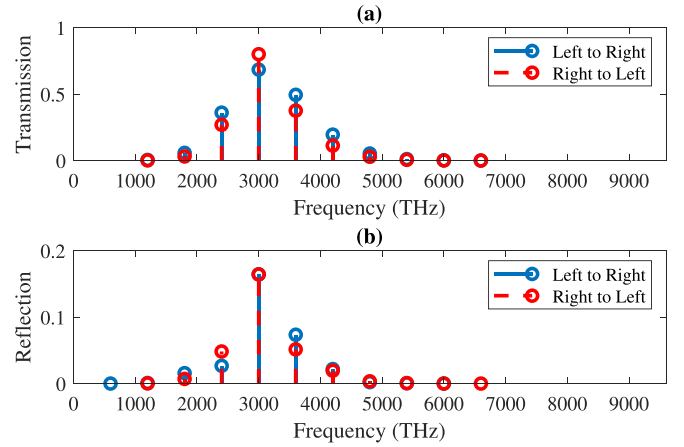 (a)
Transmission
1
0.5
0
Left to Right
Right to Left
0 1000 2000 3000 4000 5000 6000 7000 8000 9000
Frequency (THz)
(b)
Reflection
0.2
0.1
0
Left to Right
Right to Left
0 1000 2000 3000 4000 5000 6000 7000 8000 9000
Frequency (THz)